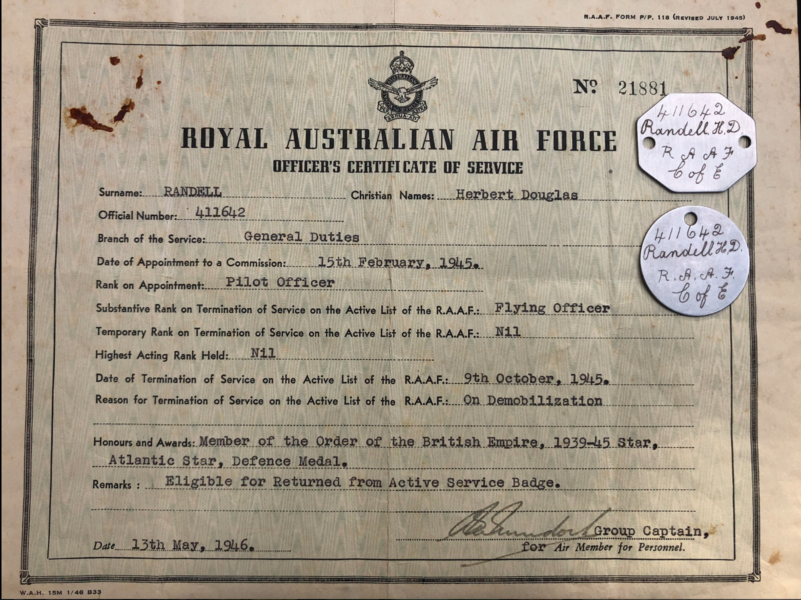 R.A.A.F. FORM P/P. 118 (REVISED JULY 1945)
No 21881
ROYAL AUSTRALIAN AIR FORCE
OFFICER'S CERTIFICATE OF SERVICE
Surname: RANDELL Christian Names: Herbert Douglas
Official Number: 411642
Branch of the Service: General Duties
Date of Appointment to a Commission: 15th February, 1945.
Rank on Appointment: Pilot Officer
Substantive Rank on Termination of Service on the Active List of the R.A.A.F.: Flying Officer
Temporary Rank on Termination of Service on the Active List of the R.A.A.F.: Nil
Highest Acting Rank Held: Nil
Date of Termination of Service on the Active List of the R.A.A.F.: 9th October, 1945.
Reason for Termination of Service on the Active List of the R.A.A.F.: On Demobilization
Honours and Awards: Member of the Order of the British Empire, 1939-45 Star,
Atlantic Star, Defence Medal.
Remarks : Eligible for Returned from Active Service Badge.
Group Captain,
Date 13th May, 1946. for Air Member for Personnel.
W.A.H. 15M 1/46 B33
411642
Randell H.D
R A A F
C of E
411642
Randell H.D.
R.A.A.F
C of E